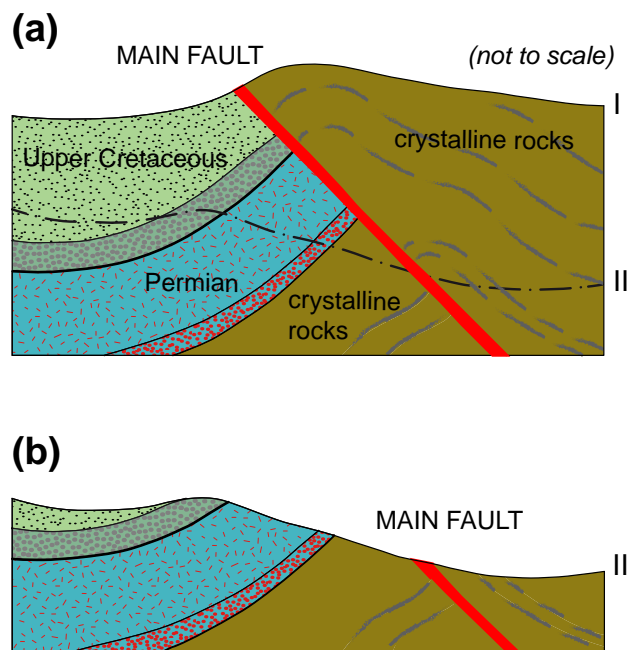 (a)
MAIN FAULT
(not to scale)
I
crystalline rocks
Upper Cretaceous
Permian
crystalline
rocks
II
(b)
MAIN FAULT
II